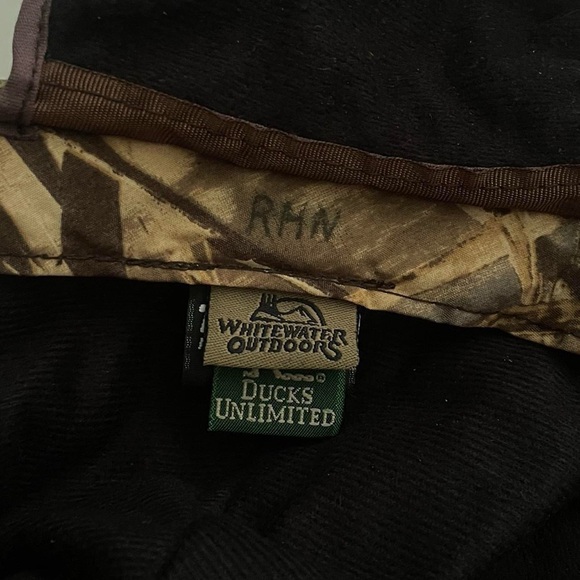 RHN
WHITEWATER
OUTDOORS
DUCKS
UNLIMITED